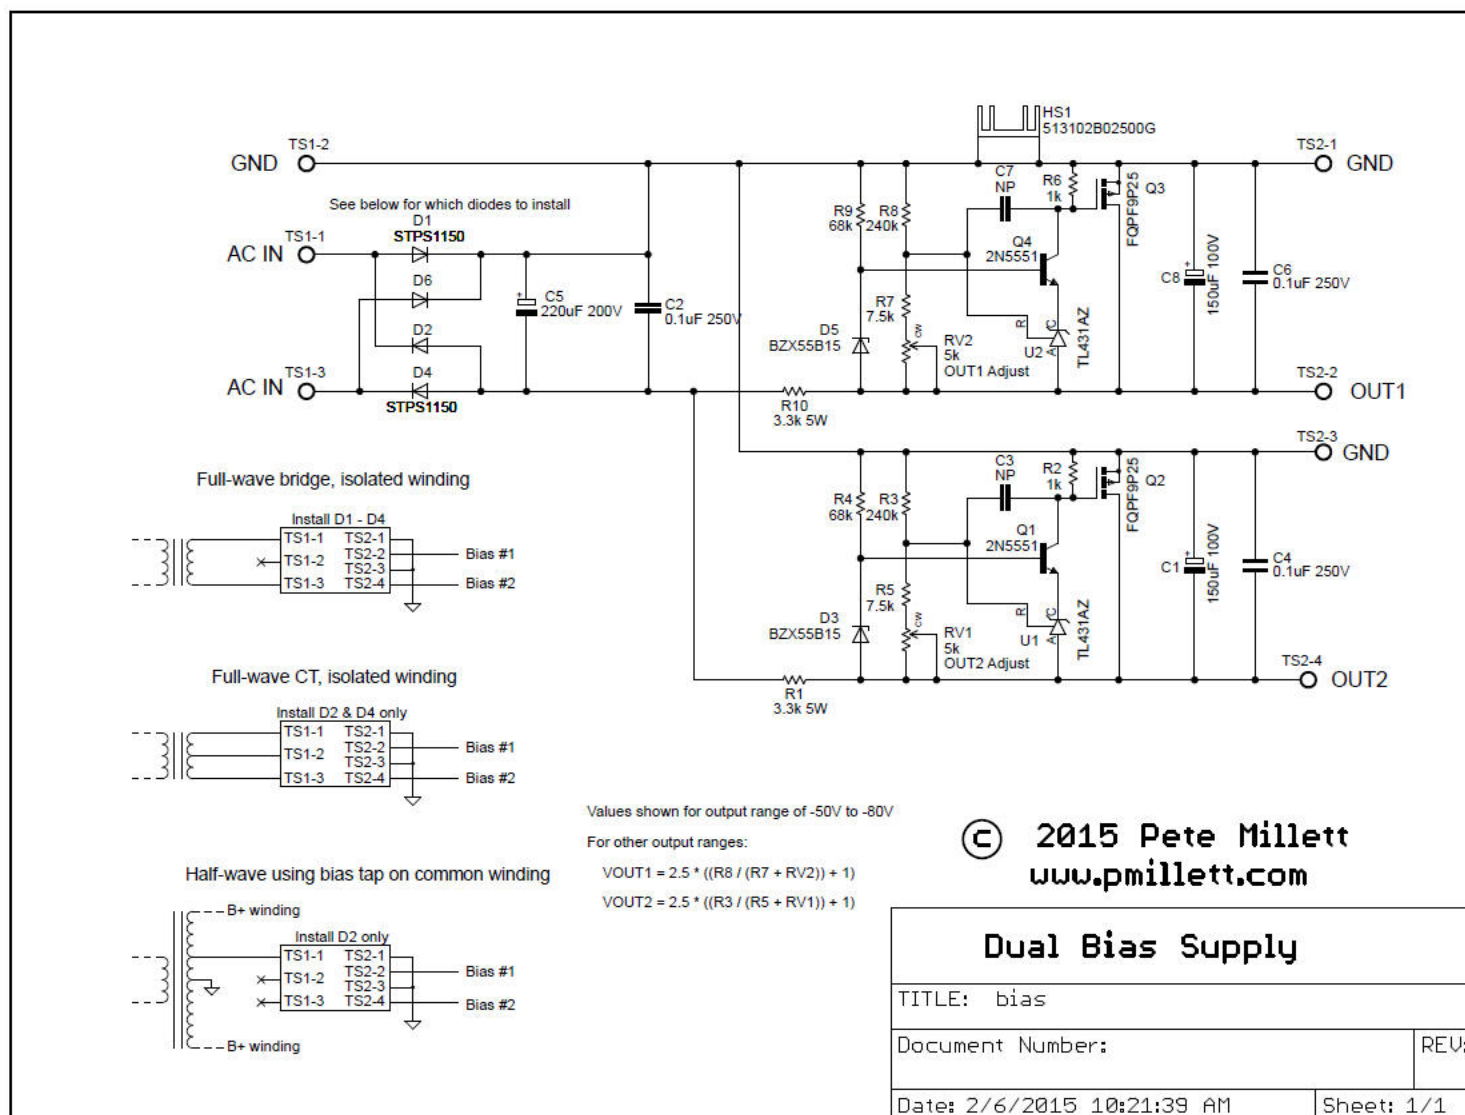 HS1
513102B02500G
TS1-2
GND
TS2-1
GND
See below for which diodes to install
D1
STPS1150
TS1-1
AC IN
D6
D2
TS1-3
AC IN
D4
STPS1150
C5
220uF 200V
C2
0.1uF 250V
R9
68k
R8
240k
C7
NP
R6
1k
Q3
FQPF9P25
Q4
2N5551
R7
7.5k
CW
D5
BZX55B15
RV2
5k
OUT1 Adjust
R
C
A
U2
TL431AZ
C8
150uF 100V
C6
0.1uF 250V
R10
3.3k 5W
TS2-2
OUT1
TS2-3
GND
R4
68k
R3
240k
C3
NP
R2
1k
Q2
FQPF9P25
Q1
2N5551
R5
7.5k
CW
D3
BZX55B15
RV1
5k
OUT2 Adjust
R
C
A
U1
TL431AZ
C1
150uF 100V
C4
0.1uF 250V
R1
3.3k 5W
TS2-4
OUT2
Full-wave bridge, isolated winding
Install D1 - D4
TS1-1 TS2-1
TS1-2 TS2-2
TS2-3
TS1-3 TS2-4
Bias #1
Bias #2
Full-wave CT, isolated winding
Install D2 & D4 only
TS1-1 TS2-1
TS1-2 TS2-2
TS2-3
TS1-3 TS2-4
Bias #1
Bias #2
Half-wave using bias tap on common winding
B+ winding
Install D2 only
TS1-1 TS2-1
TS1-2 TS2-2
TS2-3
TS1-3 TS2-4
Bias #1
Bias #2
B+ winding
Values shown for output range of -50V to -80V
For other output ranges:
VOUT1 = 2.5 * ((R8 / (R7 + RV2)) + 1)
VOUT2 = 2.5 * ((R3 / (R5 + RV1)) + 1)
© 2015 Pete Millett
www.pmillett.com
Dual Bias Supply
TITLE: bias
Document Number:
REV:
Date: 2/6/2015 10:21:39 AM
Sheet: 1/1